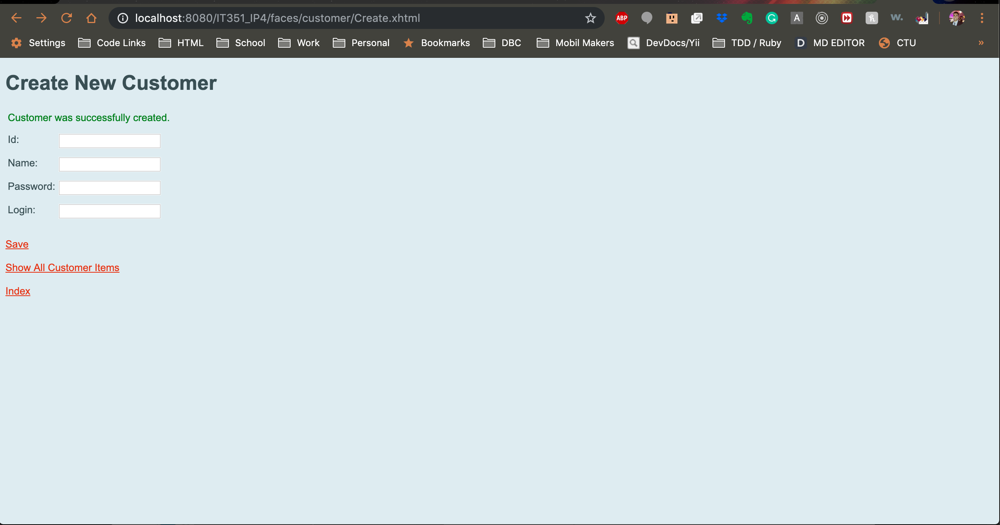 localhost:8080/IT351_IP4/faces/customer/Create.xhtml ABP G A h w.
Settings Code Links HTML School Work Personal Bookmarks DBC Mobil Makers DevDocs/Yii TDD / Ruby D MD EDITOR CTU »
Create New Customer
Customer was successfully created.
Id:
Name:
Password:
Login:
Save
Show All Customer Items
Index